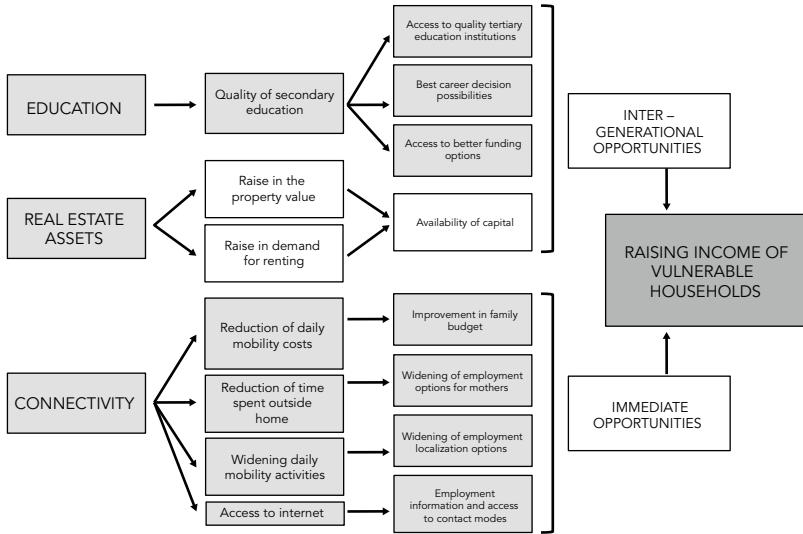 EDUCATION
Quality of secondary
education
Access to quality tertiary
education institutions
Best career decision
possibilities
Access to better funding
options
REAL ESTATE
ASSETS
Raise in the
property value
Raise in demand
for renting
Availability of capital
INTER –
GENERATIONAL
OPPORTUNITIES
RAISING INCOME OF
VULNERABLE
HOUSEHOLDS
CONNECTIVITY
Reduction of daily
mobility costs
Reduction of time
spent outside
home
Widening daily
mobility activities
Access to internet
Improvement in family
budget
Widening of employment
options for mothers
Widening of employment
localization options
Employment
information and access
to contact modes
IMMEDIATE
OPPORTUNITIES